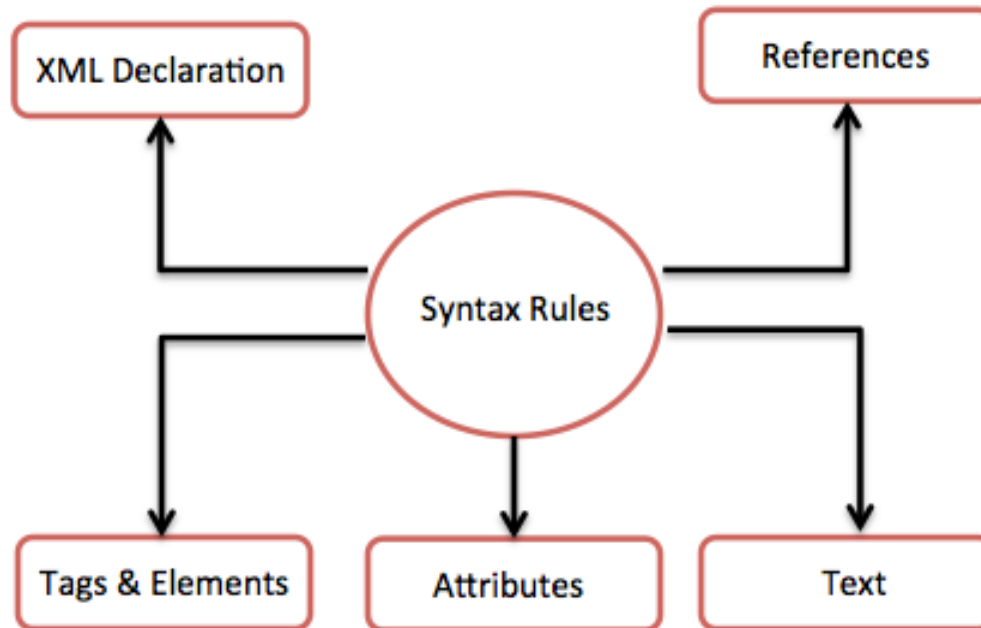 XML Declaration
References
Syntax Rules
Tags & Elements
Attributes
Text